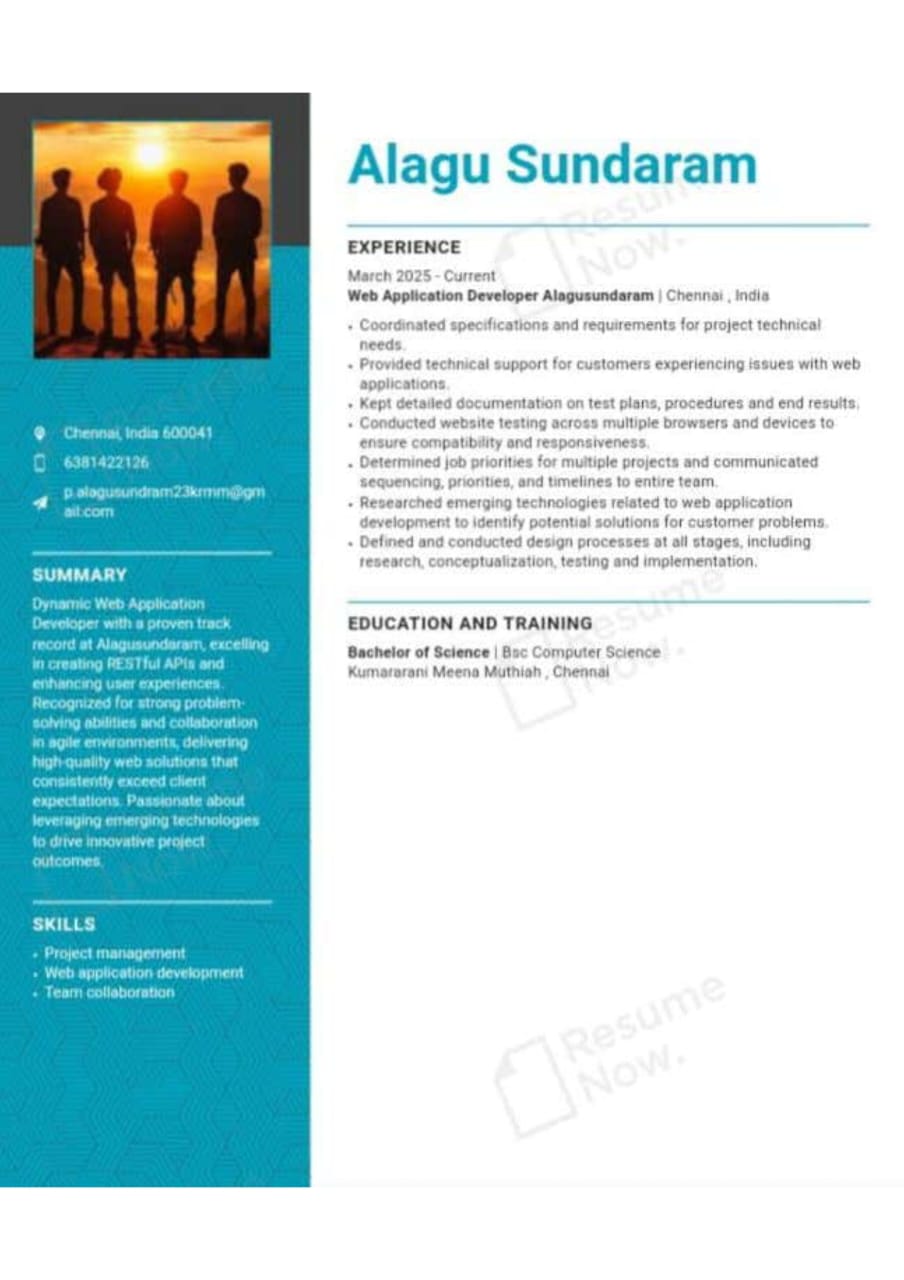 Alagu Sundaram
EXPERIENCE
March 2025 - Current
Web Application Developer Alagusundaram | Chennai , India
• Coordinated specifications and requirements for project technical
needs.
• Provided technical support for customers experiencing issues with web
applications.
• Kept detailed documentation on test plans, procedures and end results.
• Conducted website testing across multiple browsers and devices to
ensure compatibility and responsiveness.
• Determined job priorities for multiple projects and communicated
sequencing, priorities, and timelines to entire team.
• Researched emerging technologies related to web application
development to identify potential solutions for customer problems.
• Defined and conducted design processes at all stages, including
research, conceptualization, testing and implementation.
EDUCATION AND TRAINING
Bachelor of Science | Bsc Computer Science
Kumararani Meena Muthiah , Chennai
Chennai, India 600041
6381422126
p.alagusundram23krmm@gm
ail.com
SUMMARY
Dynamic Web Application
Developer with a proven track
record at Alagusundaram, excelling
in creating RESTful APIs and
enhancing user experiences.
Recognized for strong problem-
solving abilities and collaboration
in agile environments, delivering
high-quality web solutions that
consistently exceed client
expectations. Passionate about
leveraging emerging technologies
to drive innovative project
outcomes.
SKILLS
• Project management
• Web application development
• Team collaboration
Resume
Now.
Resume
Now.
Resume
Now.